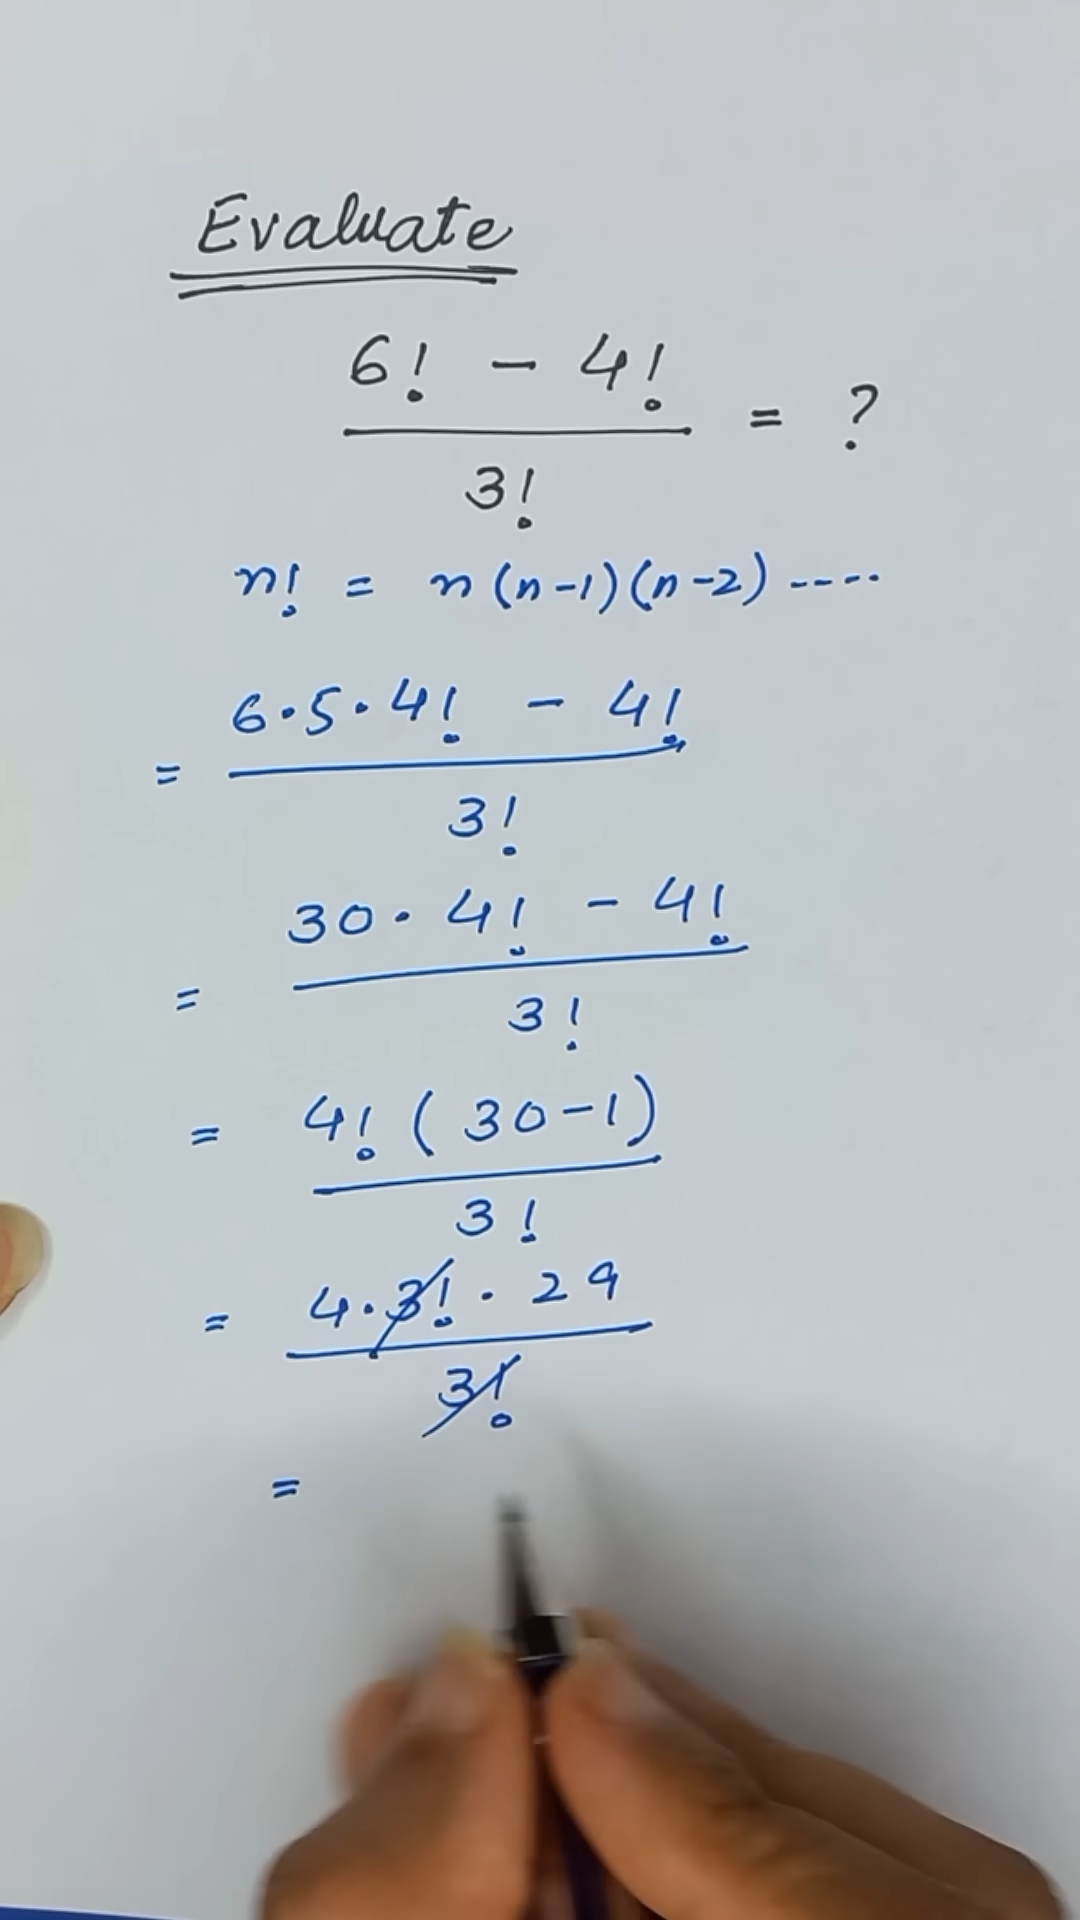 Evaluate
6! - 4!
3!
= ?
n! = n(n-1)(n-2) ----
= 6·5·4! - 4!
3!
= 30· 4! - 4!
3!
= 4! ( 30-1)
3!
= 4·3! · 29
3!
=